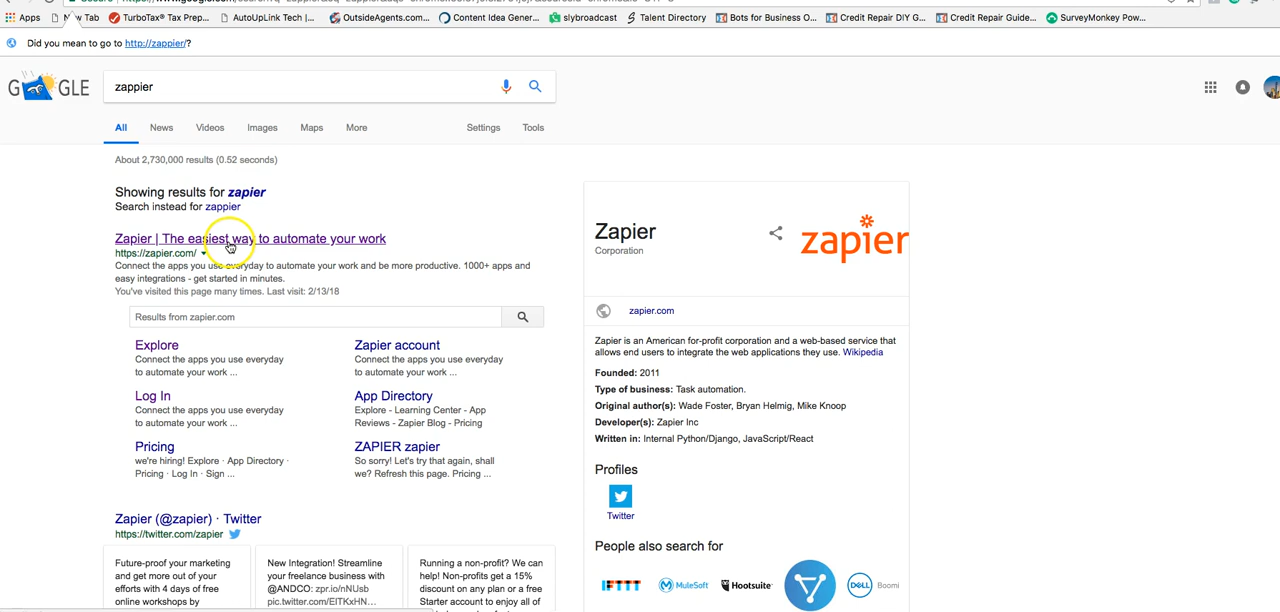 Apps
Tab
TurboTax® Tax Prep...
AutoUpLink Tech |...
OutsideAgents.com...
Content Idea Gener...
slybroadcast
Talent Directory
Bots for Business O...
Credit Repair DIY G...
Credit Repair Guide...
SurveyMonkey Pow...
Did you mean to go to http://zappier/?
zappier
All
News
Videos
Images
Maps
More
Settings
Tools
About 2,730,000 results (0.52 seconds)
Showing results for zapier
Search instead for zappier
Zapier | The easiest way to automate your work
https://zapier.com/
Connect the apps you use everyday to automate your work and be more productive. 1000+ apps and
easy integrations - get started in minutes.
You've visited this page many times. Last visit: 2/13/18
Results from zapier.com
Explore
Connect the apps you use everyday
to automate your work ...
Zapier account
Connect the apps you use everyday
to automate your work ...
Log In
Connect the apps you use everyday
to automate your work ...
App Directory
Explore - Learning Center - App
Reviews - Zapier Blog - Pricing
Pricing
we're hiring! Explore · App Directory ·
Pricing · Log In · Sign ...
ZAPIER zapier
So sorry! Let's try that again, shall
we? Refresh this page. Pricing ...
Zapier (@zapier) · Twitter
https://twitter.com/zapier
Future-proof your marketing
and get more out of your
efforts with 4 days of free
online workshops by
New Integration! Streamline
your freelance business with
@ANDCO: zpr.io/nNUsb
pic.twitter.com/EITKxHN...
Running a non-profit? We can
help! Non-profits get a 15%
discount on any plan or a free
Starter account to enjoy all of
Zapier
Corporation
zapier
zapier.com
Zapier is an American for-profit corporation and a web-based service that
allows end users to integrate the web applications they use. Wikipedia
Founded: 2011
Type of business: Task automation.
Original author(s): Wade Foster, Bryan Helmig, Mike Knoop
Developer(s): Zapier Inc
Written in: Internal Python/Django, JavaScript/React
Profiles
Twitter
People also search for
IFTTT
MuleSoft
Hootsuite
DELL Boomi